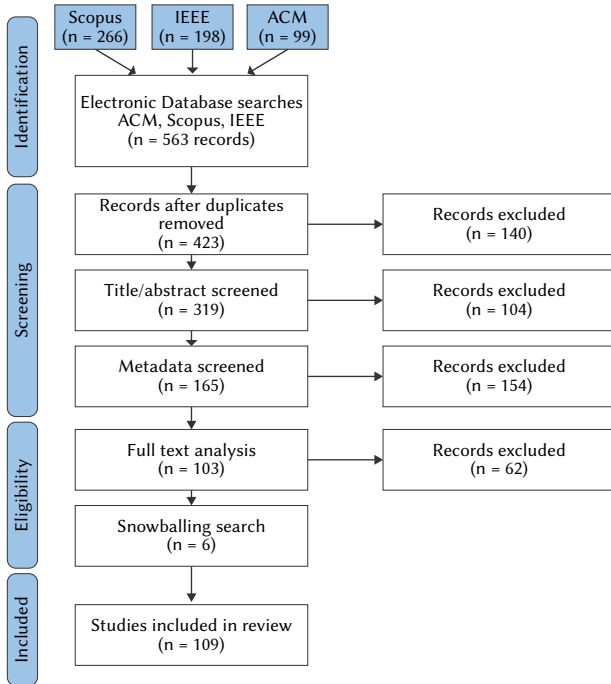 Scopus
(n = 266)
IEEE
(n = 198)
ACM
(n = 99)
Identification
Electronic Database searches
ACM, Scopus, IEEE
(n = 563 records)
Screening
Records after duplicates
removed
(n = 423)
Records excluded
(n = 140)
Title/abstract screened
(n = 319)
Records excluded
(n = 104)
Metadata screened
(n = 165)
Records excluded
(n = 154)
Eligibility
Full text analysis
(n = 103)
Records excluded
(n = 62)
Snowballing search
(n = 6)
Included
Studies included in review
(n = 109)